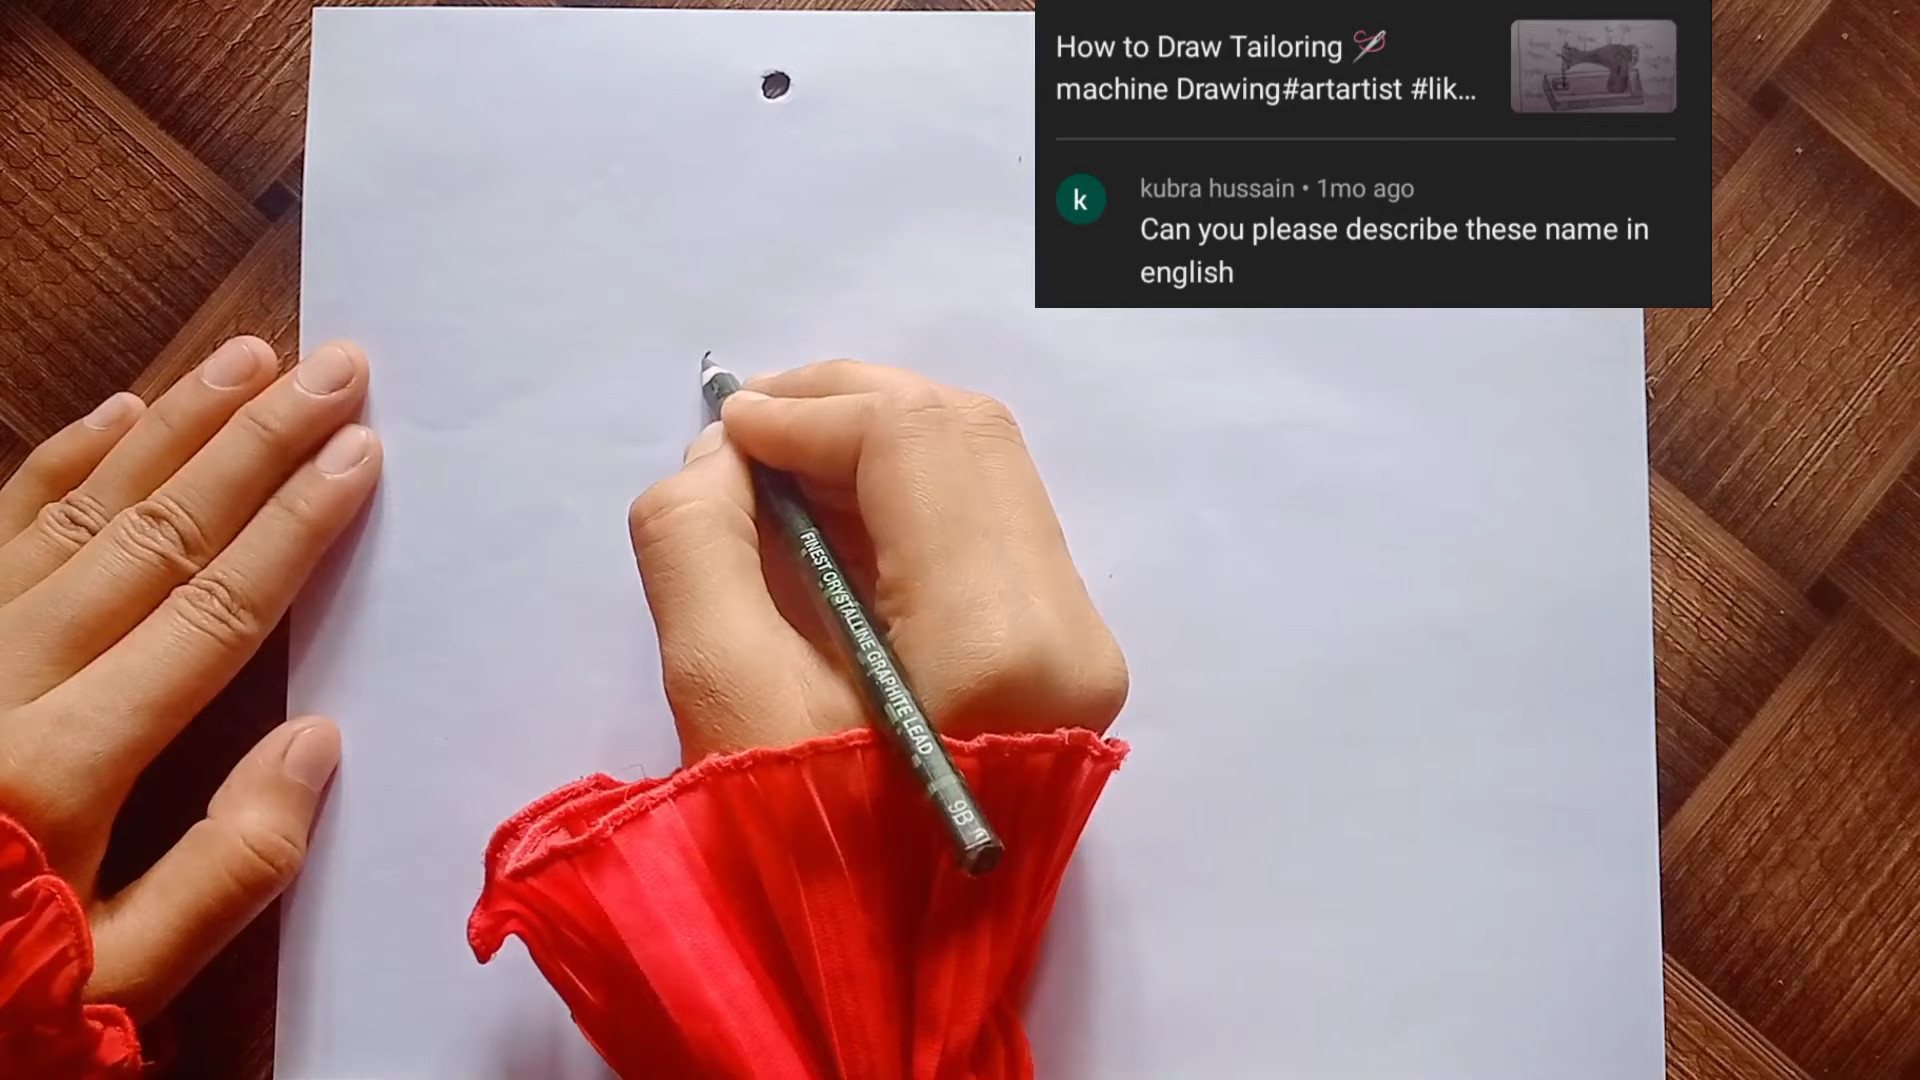 How to Draw Tailoring 🪡
machine Drawing#artartist #lik...
k
kubra hussain • 1mo ago
Can you please describe these name in
english
FINEST CRYSTALLINE GRAPHITE LEAD
9B